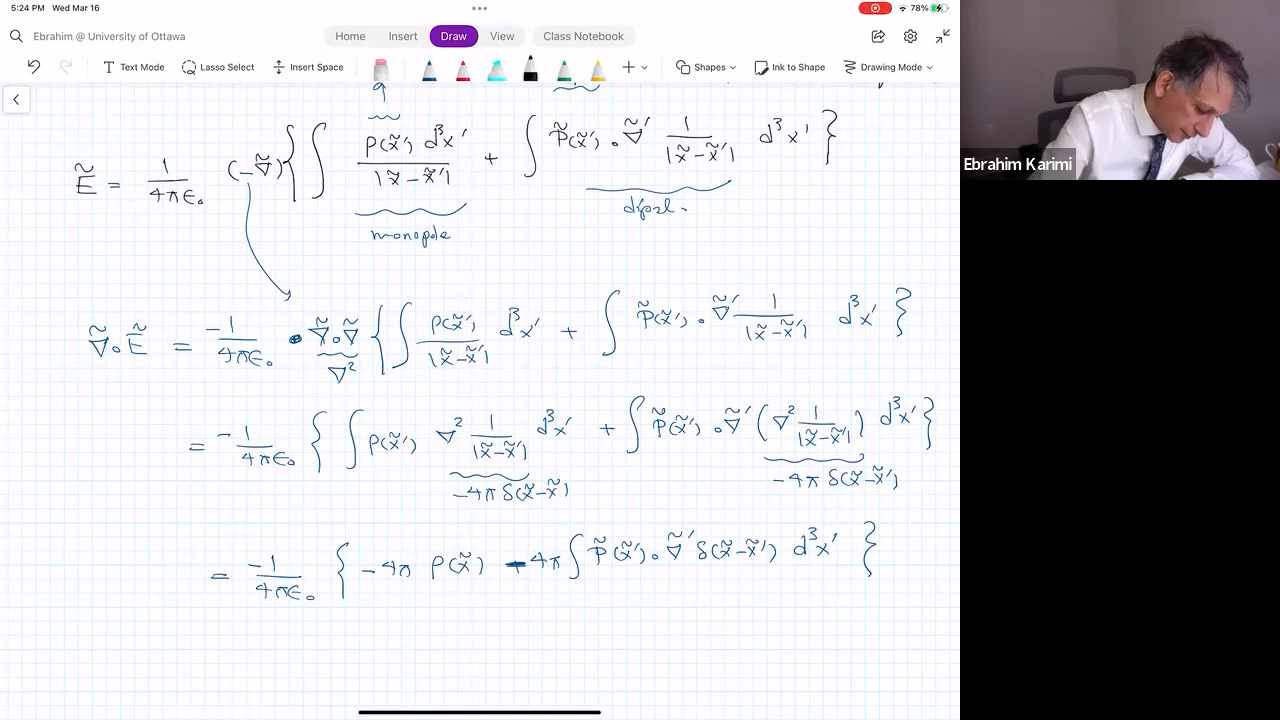 5:24 PM Wed Mar 16
78%
Ebrahim @ University of Ottawa
Home Insert Draw View Class Notebook
Text Mode Lasso Select Insert Space Shapes Ink to Shape Drawing Mode
Ẽ = 1/4πε₀ (-∇̃) { ∫ ρ(x̃') d³x' / |x̃-x̃'| + ∫ P̃(x̃')∘∇̃' 1/|x̃-x̃'| d³x' }
Ebrahim Karimi
monopole
∇̃∘Ẽ = -1/4πε₀ • ∇̃∘∇̃ { ∫ ρ(x̃')/|x̃-x̃'| d³x' + ∫ P̃(x̃')∘∇̃' 1/|x̃-x̃'| d³x' }
∇²
= -1/4πε₀ { ∫ ρ(x̃') ∇² 1/|x̃-x̃'| d³x' + ∫ P̃(x̃')∘∇̃' (∇² 1/|x̃-x̃'|) d³x' }
-4π δ(x̃-x̃') -4π δ(x̃-x̃')
= -1/4πε₀ { -4π ρ(x̃) - 4π ∫ P̃(x̃')∘∇̃' δ(x̃-x̃') d³x' }